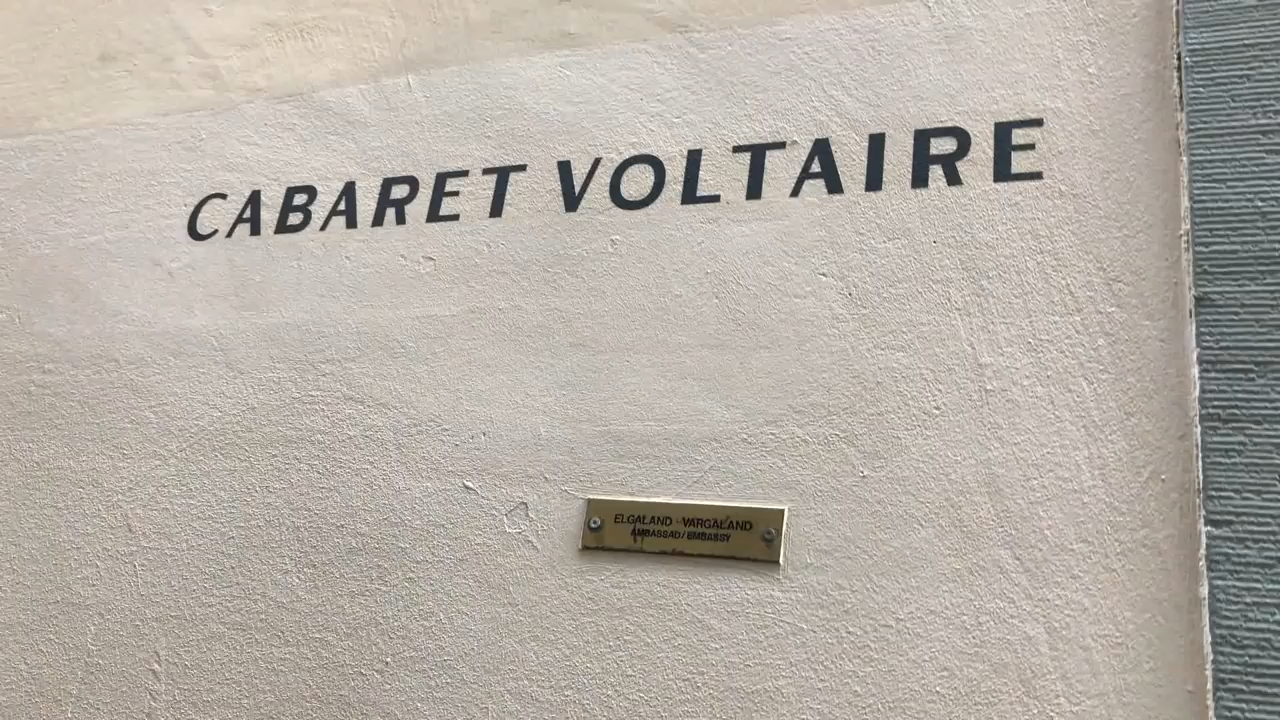 CABARET VOLTAIRE
ELGALAND - VARGALAND
AMBASSAD / EMBASSY